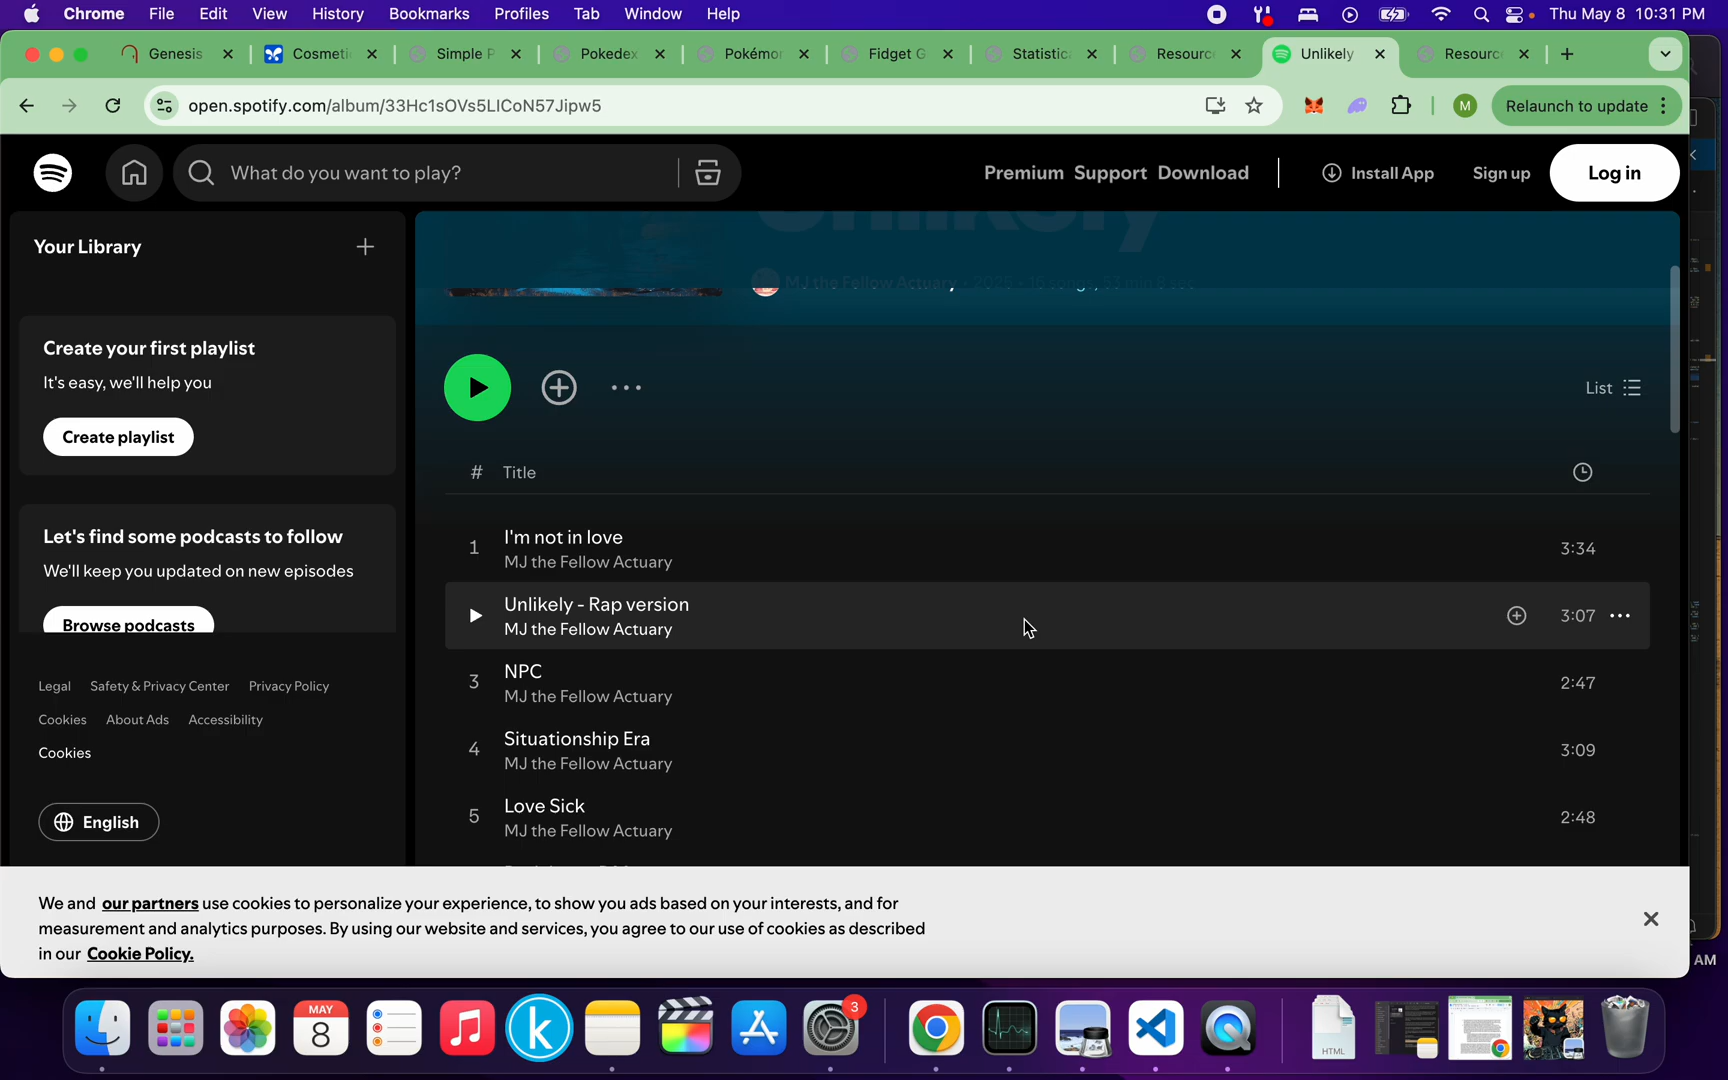 Chrome File Edit View History Bookmarks Profiles Tab Window Help Thu May 8 10:31 PM
Genesis Cosmeti Simple P Pokedex Pokémon Fidget G Statistica Resourc Unlikely Resourc
open.spotify.com/album/33Hc1sOVs5LICoN57Jipw5 M Relaunch to update
What do you want to play? Premium Support Download Install App Sign up Log in
Your Library
Unlikely
MJ the Fellow Actuary
Create your first playlist
It's easy, we'll help you
Create playlist
List
# Title
Let's find some podcasts to follow
We'll keep you updated on new episodes
Browse podcasts
1 I'm not in love 3:34
MJ the Fellow Actuary
Unlikely - Rap version 3:07
MJ the Fellow Actuary
3 NPC 2:47
MJ the Fellow Actuary
4 Situationship Era 3:09
MJ the Fellow Actuary
5 Love Sick 2:48
MJ the Fellow Actuary
Legal Safety & Privacy Center Privacy Policy
Cookies About Ads Accessibility
Cookies
English
We and our partners use cookies to personalize your experience, to show you ads based on your interests, and for
measurement and analytics purposes. By using our website and services, you agree to our use of cookies as described
in our Cookie Policy.
AM
MAY
8
3
HTML